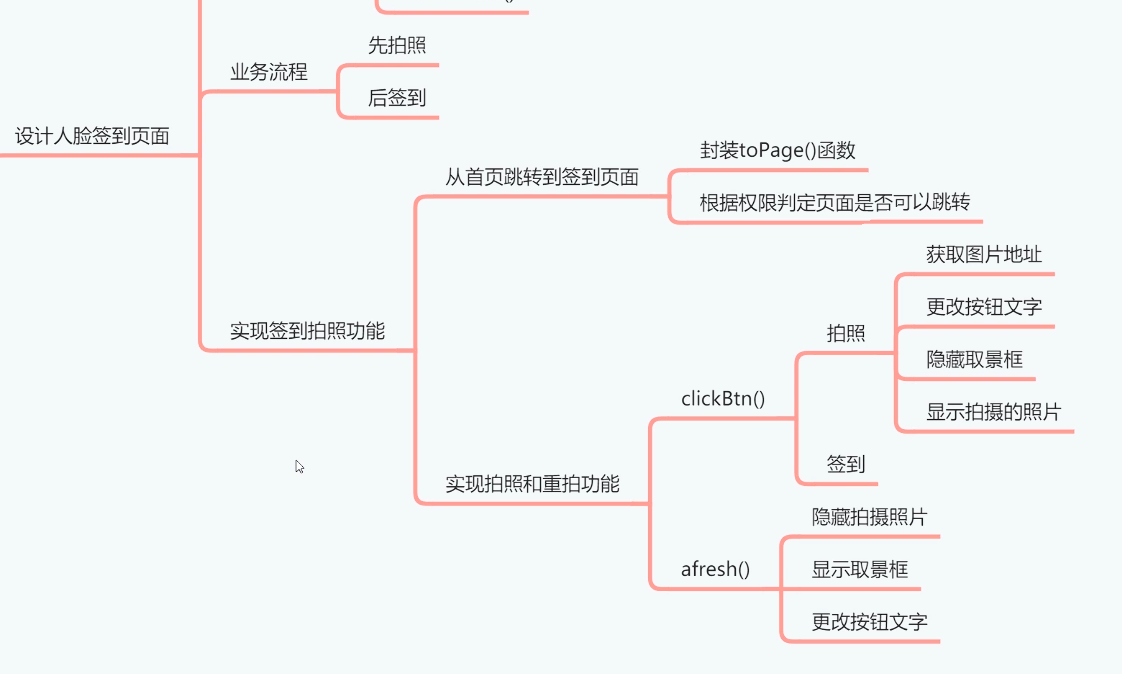 先拍照
业务流程
后签到
设计人脸签到页面
封装toPage()函数
从首页跳转到签到页面
根据权限判定页面是否可以跳转
获取图片地址
更改按钮文字
实现签到拍照功能
拍照
隐藏取景框
clickBtn()
显示拍摄的照片
签到
实现拍照和重拍功能
隐藏拍摄照片
afresh()
显示取景框
更改按钮文字